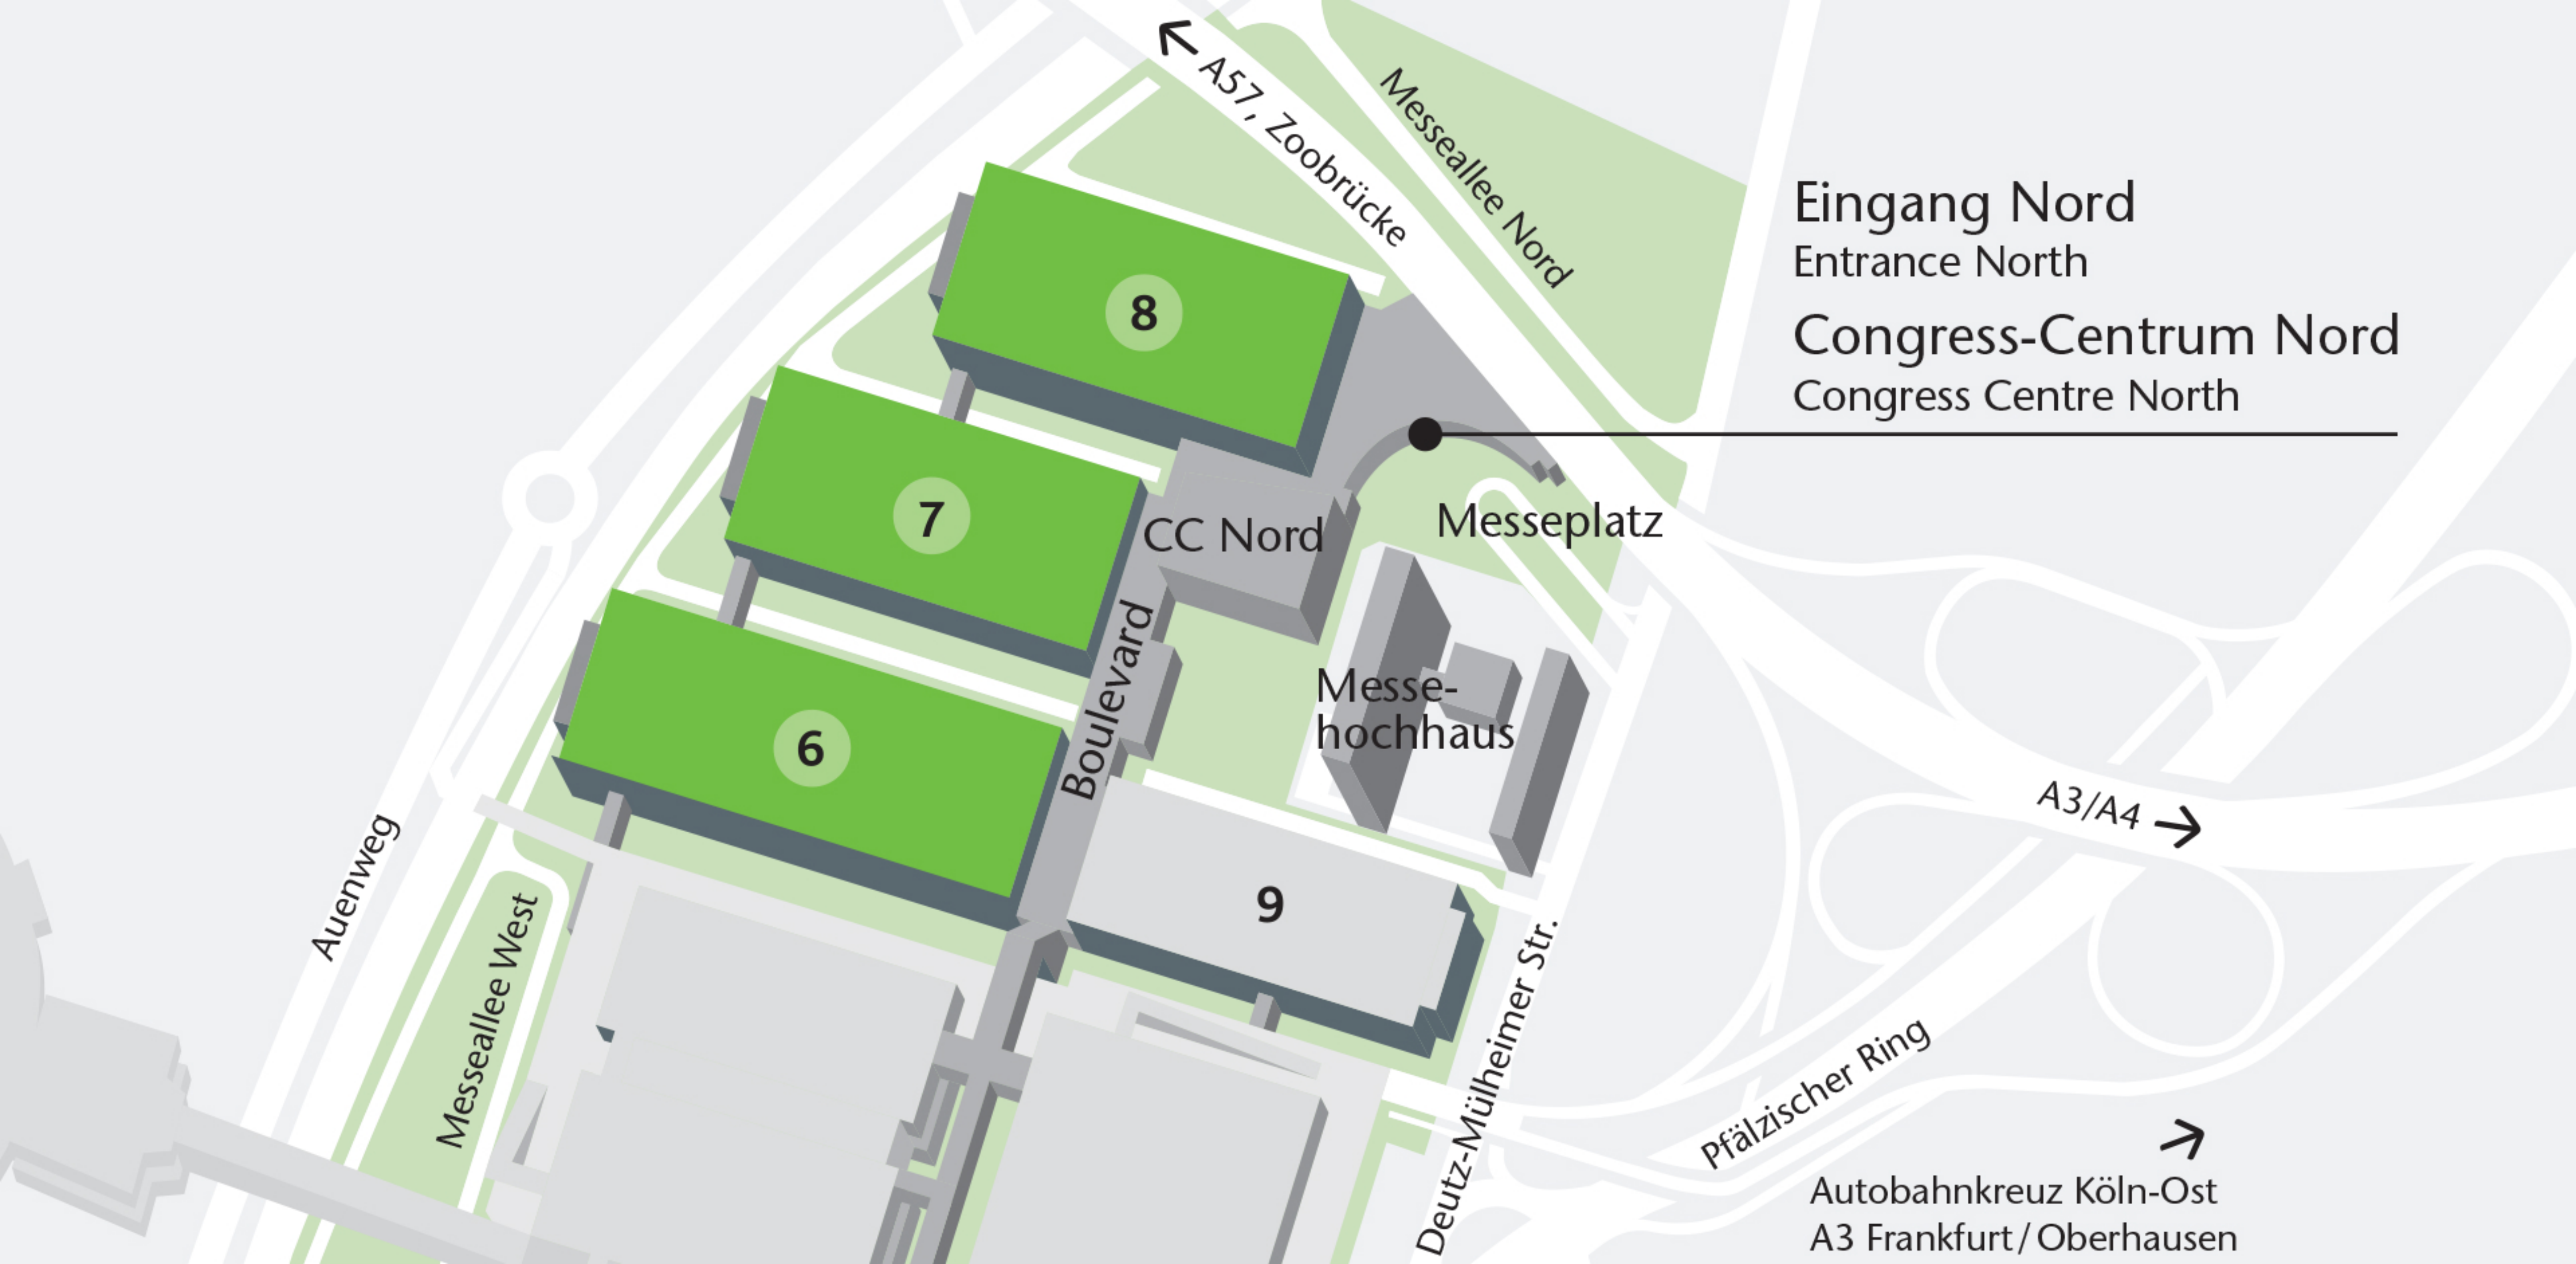 A57, Zoobrücke
Messeallee Nord
Eingang Nord
Entrance North
Congress-Centrum Nord
Congress Centre North
8
7
CC Nord
Messeplatz
6
Boulevard
Messe-
hochhaus
9
Auenweg
Messeallee West
A3/A4
Deutz-Mülheimer Str.
Pfälzischer Ring
Autobahnkreuz Köln-Ost
A3 Frankfurt/Oberhausen